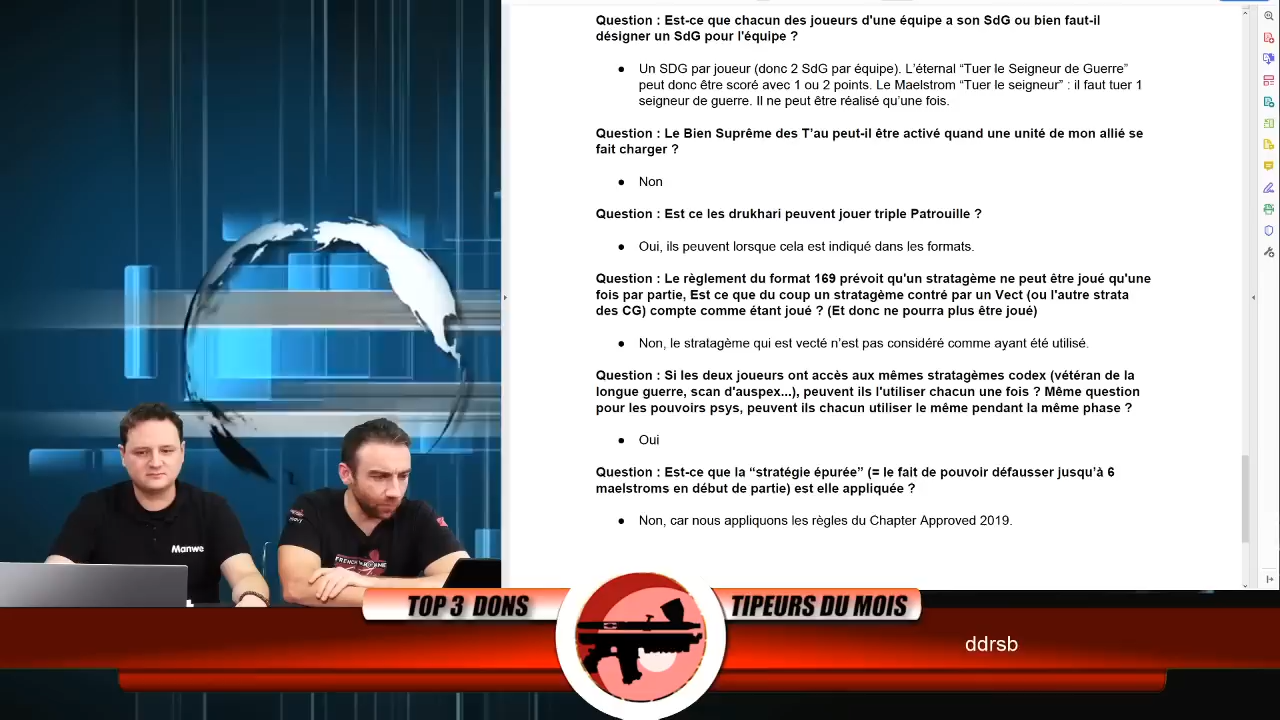 Question : Est-ce que chacun des joueurs d'une équipe a son SdG ou bien faut-il
désigner un SdG pour l'équipe ?
● Un SDG par joueur (donc 2 SdG par équipe). L'éternal “Tuer le Seigneur de Guerre”
peut donc être scoré avec 1 ou 2 points. Le Maelstrom “Tuer le seigneur” : il faut tuer 1
seigneur de guerre. Il ne peut être réalisé qu'une fois.
Question : Le Bien Suprême des T'au peut-il être activé quand une unité de mon allié se
fait charger ?
● Non
Question : Est ce les drukhari peuvent jouer triple Patrouille ?
● Oui, ils peuvent lorsque cela est indiqué dans les formats.
Question : Le règlement du format 169 prévoit qu'un stratagème ne peut être joué qu'une
fois par partie, Est ce que du coup un stratagème contré par un Vect (ou l'autre strata
des CG) compte comme étant joué ? (Et donc ne pourra plus être joué)
● Non, le stratagème qui est vecté n'est pas considéré comme ayant été utilisé.
Question : Si les deux joueurs ont accès aux mêmes stratagèmes codex (vétéran de la
longue guerre, scan d'auspex...), peuvent ils l'utiliser chacun une fois ? Même question
pour les pouvoirs psys, peuvent ils chacun utiliser le même pendant la même phase ?
● Oui
Question : Est-ce que la “stratégie épurée” (= le fait de pouvoir défausser jusqu'à 6
maelstroms en début de partie) est elle appliquée ?
● Non, car nous appliquons les règles du Chapter Approved 2019.
Manwe
TOP 3 DONS
TIPEURS DU MOIS
ddrsb